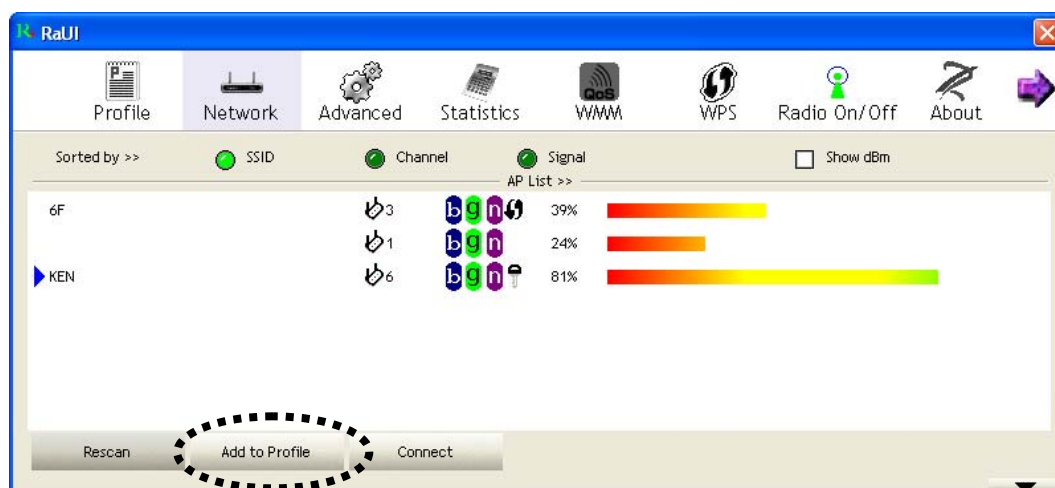 RaUI
Profile Network Advanced Statistics QoS WMM WPS Radio On/Off About
Sorted by >> SSID Channel Signal Show dBm
AP List >>
6F 3 b g n 39%
1 b g n 24%
KEN 6 b g n 81%
Rescan Add to Profile Connect